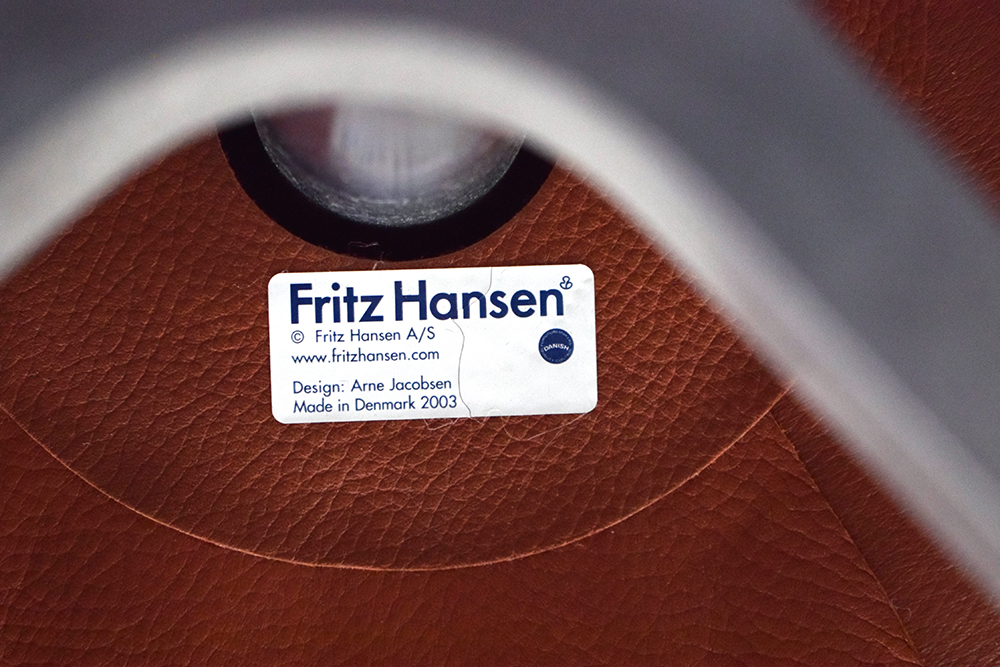 Fritz Hansen
© Fritz Hansen A/S
www.fritzhansen.com
DANISH
Design: Arne Jacobsen
Made in Denmark 2003